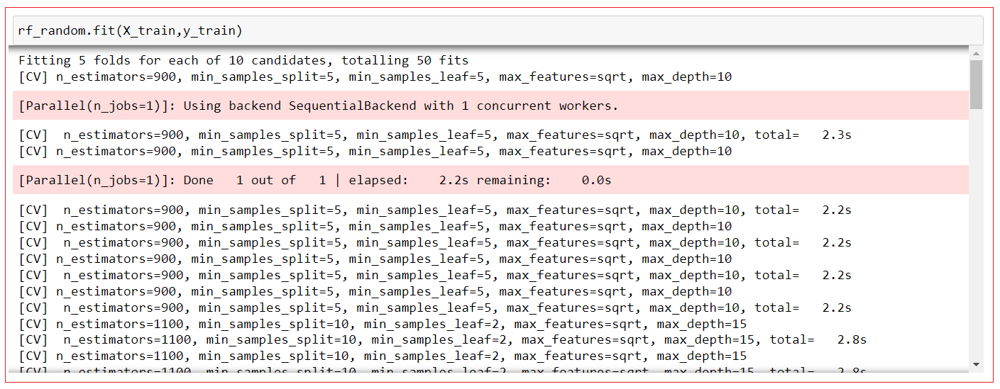 rf_random.fit(X_train,y_train)
Fitting 5 folds for each of 10 candidates, totalling 50 fits
[CV] n_estimators=900, min_samples_split=5, min_samples_leaf=5, max_features=sqrt, max_depth=10
[Parallel(n_jobs=1)]: Using backend SequentialBackend with 1 concurrent workers.
[CV]  n_estimators=900, min_samples_split=5, min_samples_leaf=5, max_features=sqrt, max_depth=10, total=   2.3s
[CV] n_estimators=900, min_samples_split=5, min_samples_leaf=5, max_features=sqrt, max_depth=10
[Parallel(n_jobs=1)]: Done   1 out of   1 | elapsed:    2.2s remaining:    0.0s
[CV]  n_estimators=900, min_samples_split=5, min_samples_leaf=5, max_features=sqrt, max_depth=10, total=   2.2s
[CV] n_estimators=900, min_samples_split=5, min_samples_leaf=5, max_features=sqrt, max_depth=10
[CV]  n_estimators=900, min_samples_split=5, min_samples_leaf=5, max_features=sqrt, max_depth=10, total=   2.2s
[CV] n_estimators=900, min_samples_split=5, min_samples_leaf=5, max_features=sqrt, max_depth=10
[CV]  n_estimators=900, min_samples_split=5, min_samples_leaf=5, max_features=sqrt, max_depth=10, total=   2.2s
[CV] n_estimators=900, min_samples_split=5, min_samples_leaf=5, max_features=sqrt, max_depth=10
[CV]  n_estimators=900, min_samples_split=5, min_samples_leaf=5, max_features=sqrt, max_depth=10, total=   2.2s
[CV] n_estimators=1100, min_samples_split=10, min_samples_leaf=2, max_features=sqrt, max_depth=15
[CV]  n_estimators=1100, min_samples_split=10, min_samples_leaf=2, max_features=sqrt, max_depth=15, total=   2.8s
[CV] n_estimators=1100, min_samples_split=10, min_samples_leaf=2, max_features=sqrt, max_depth=15
[CV]  n_estimators=1100, min_samples_split=10, min_samples_leaf=2, max_features=sqrt, max_depth=15, total=   2.8s